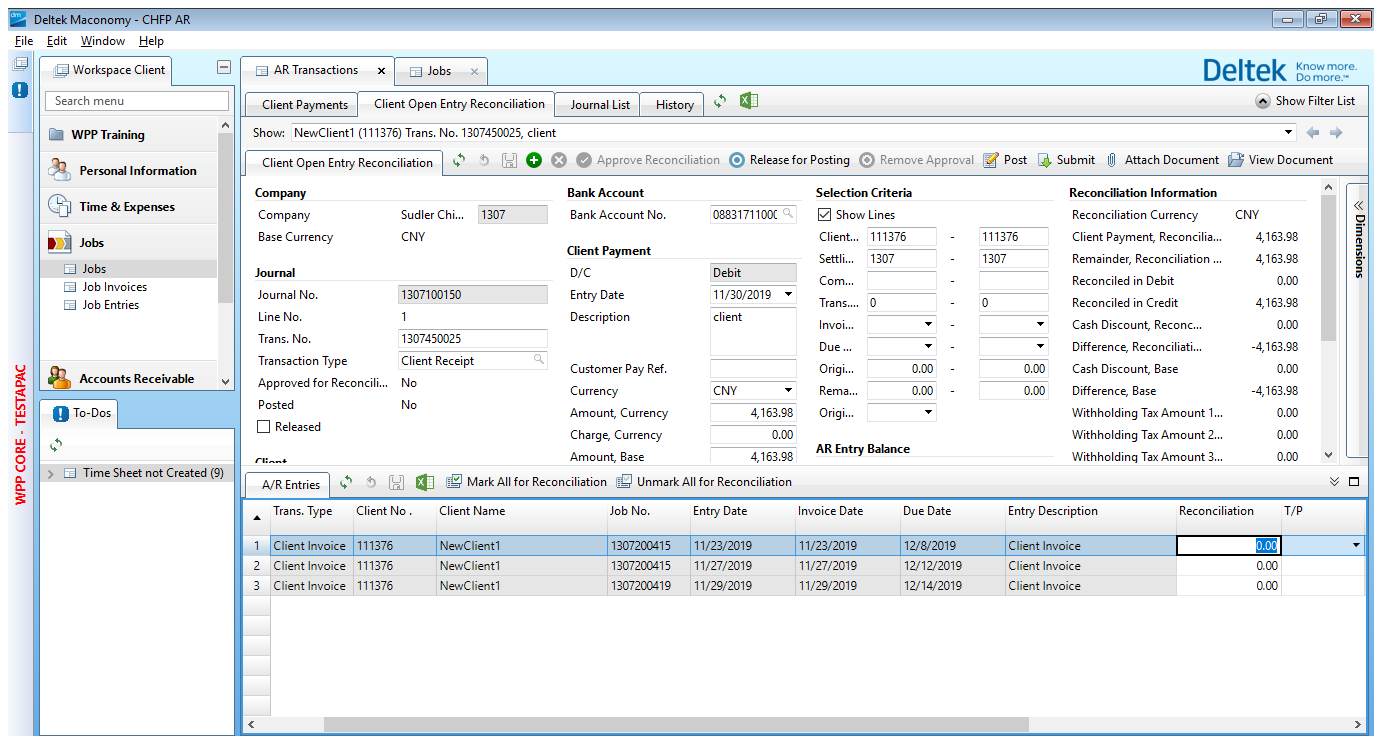 Deltek Maconomy - CHFP AR
File Edit Window Help
Workspace Client
Search menu
WPP Training
Personal Information
Time & Expenses
Jobs
Jobs
Job Invoices
Job Entries
Accounts Receivable
To-Dos
Time Sheet not Created (9)
WPP CORE - TESTAPAC
AR Transactions Jobs
Deltek Know more. Do more.™
Client Payments Client Open Entry Reconciliation Journal List History Show Filter List
Show: NewClient1 (111376) Trans. No. 1307450025, client
Client Open Entry Reconciliation Approve Reconciliation Release for Posting Remove Approval Post Submit Attach Document View Document
Company
Company Sudler Chi... 1307
Base Currency CNY
Journal
Journal No. 1307100150
Line No. 1
Trans. No. 1307450025
Transaction Type Client Receipt
Approved for Reconcili... No
Posted No
Released
Client
Bank Account
Bank Account No. 08831711000
Client Payment
D/C Debit
Entry Date 11/30/2019
Description client
Customer Pay Ref.
Currency CNY
Amount, Currency 4,163.98
Charge, Currency 0.00
Amount, Base 4,163.98
Selection Criteria
Show Lines
Client... 111376 - 111376
Settli... 1307 - 1307
Com... -
Trans.... 0 - 0
Invoi... -
Due ... -
Origi... 0.00 - 0.00
Rema... 0.00 - 0.00
Origi...
AR Entry Balance
Reconciliation Information
Reconciliation Currency CNY
Client Payment, Reconcilia... 4,163.98
Remainder, Reconciliation ... 4,163.98
Reconciled in Debit 0.00
Reconciled in Credit 4,163.98
Cash Discount, Reconc... 0.00
Difference, Reconciliati... -4,163.98
Cash Discount, Base 0.00
Difference, Base -4,163.98
Withholding Tax Amount 1... 0.00
Withholding Tax Amount 2... 0.00
Withholding Tax Amount 3... 0.00
Dimensions
A/R Entries Mark All for Reconciliation Unmark All for Reconciliation
Trans. Type Client No . Client Name Job No. Entry Date Invoice Date Due Date Entry Description Reconciliation T/P
1 Client Invoice 111376 NewClient1 1307200415 11/23/2019 11/23/2019 12/8/2019 Client Invoice 0.00
2 Client Invoice 111376 NewClient1 1307200415 11/27/2019 11/27/2019 12/12/2019 Client Invoice 0.00
3 Client Invoice 111376 NewClient1 1307200419 11/29/2019 11/29/2019 12/14/2019 Client Invoice 0.00